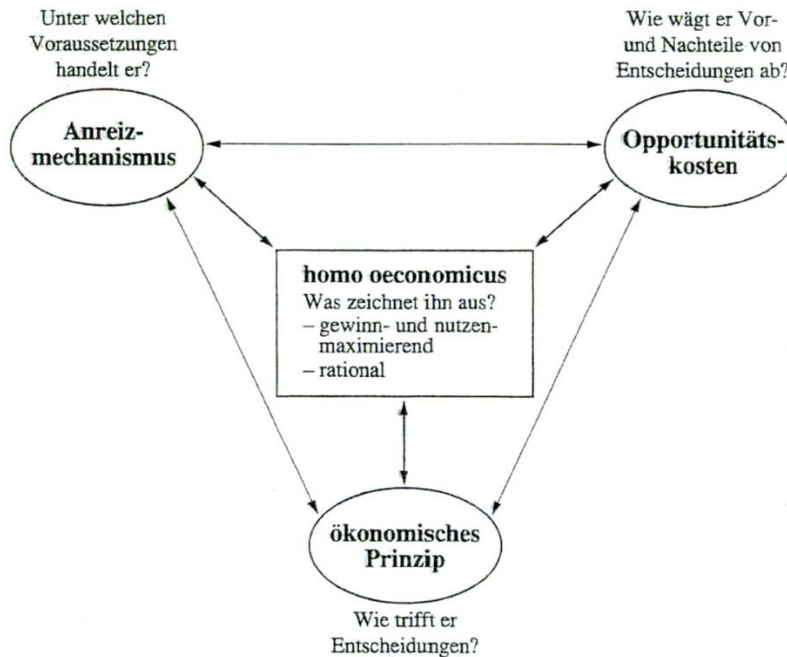 Unter welchen
Voraussetzungen
handelt er?
Anreiz-
mechanismus
Wie wägt er Vor-
und Nachteile von
Entscheidungen ab?
Opportunitäts-
kosten
homo oeconomicus
Was zeichnet ihn aus?
– gewinn- und nutzen-
maximierend
– rational
ökonomisches
Prinzip
Wie trifft er
Entscheidungen?